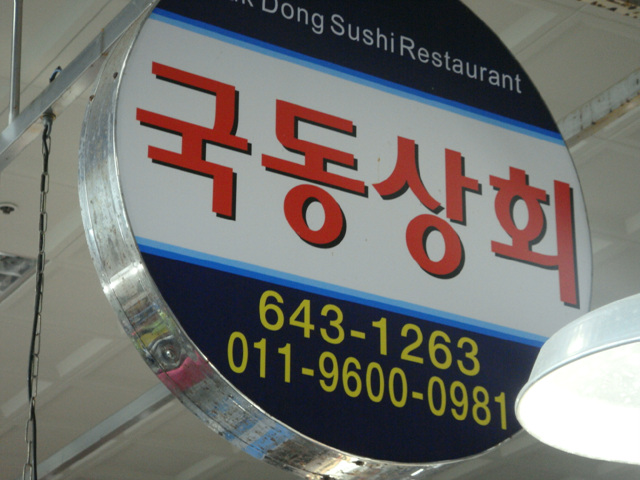 Dong Sushi Restaurant
국동상회
643-1263
011-9600-0981